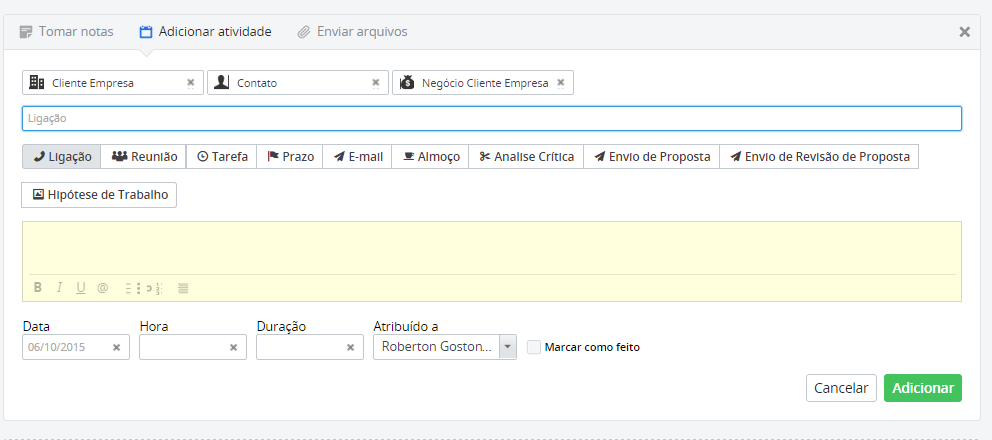 Tomar notas Adicionar atividade Enviar arquivos
Cliente Empresa Contato Negócio Cliente Empresa
Ligação
Ligação Reunião Tarefa Prazo E-mail Almoço Analise Crítica Envio de Proposta Envio de Revisão de Proposta
Hipótese de Trabalho
B I U @
Data Hora Duração Atribuído a
06/10/2015 Roberton Goston... Marcar como feito
Cancelar Adicionar